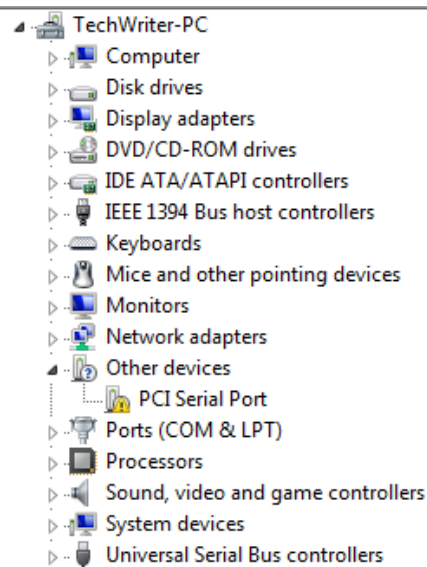 TechWriter-PC
Computer
Disk drives
Display adapters
DVD/CD-ROM drives
IDE ATA/ATAPI controllers
IEEE 1394 Bus host controllers
Keyboards
Mice and other pointing devices
Monitors
Network adapters
Other devices
PCI Serial Port
Ports (COM & LPT)
Processors
Sound, video and game controllers
System devices
Universal Serial Bus controllers